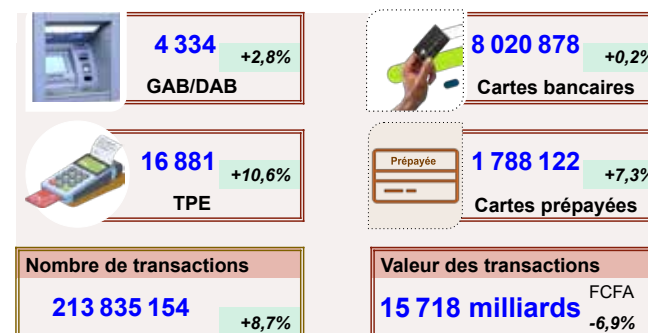 4 334 +2,8%
GAB/DAB
8 020 878 +0,2%
Cartes bancaires
16 881 +10,6%
TPE
Prépayée
1 788 122 +7,3%
Cartes prépayées
Nombre de transactions
213 835 154 +8,7%
Valeur des transactions
15 718 milliards FCFA
-6,9%